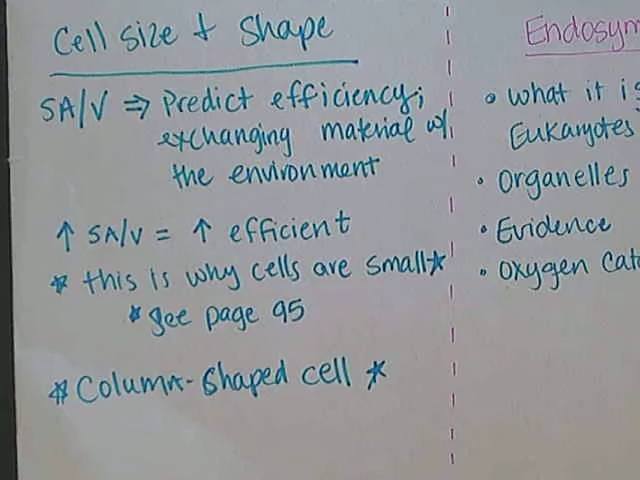 Cell size + Shape
SA/V ⇒ Predict efficiency;
exchanging material w/
the environment
↑ SA/V = ↑ efficient
* this is why cells are small*
* See page 95
* Column-Shaped cell *
Endosym
• what it is
Eukaryotes
• Organelles
• Evidence
• Oxygen Cat